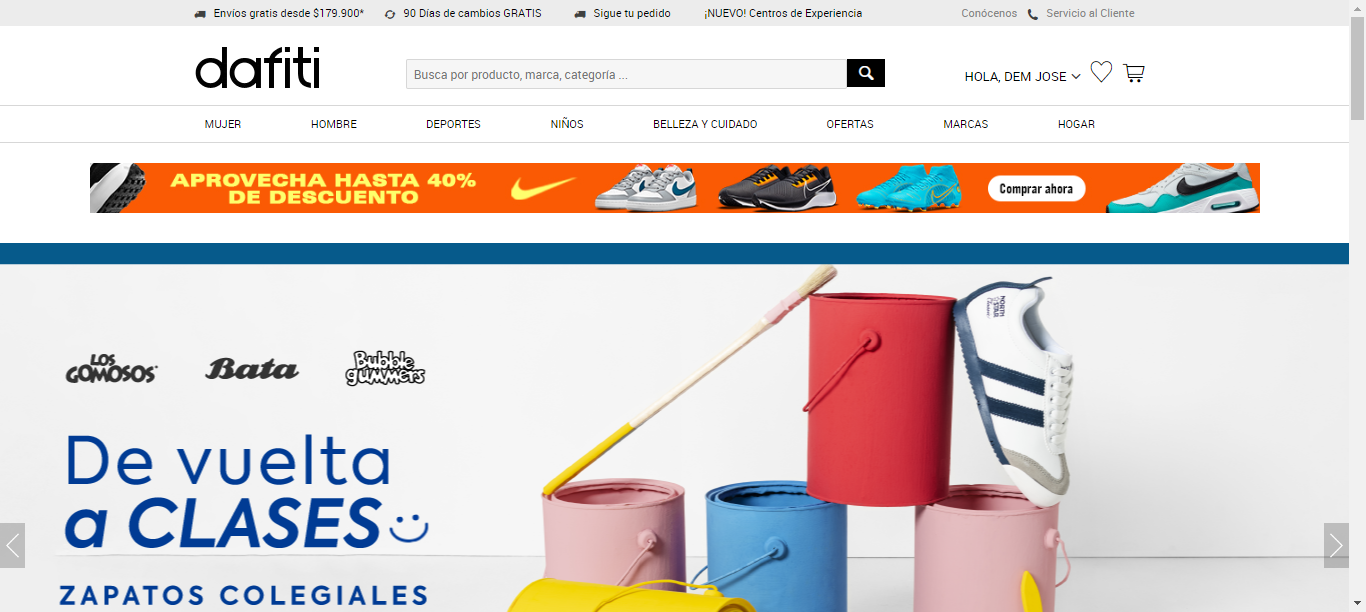 Envíos gratis desde $179.900*
90 Días de cambios GRATIS
Sigue tu pedido
¡NUEVO! Centros de Experiencia
Conócenos
Servicio al Cliente
dafiti
Busca por producto, marca, categoría ...
HOLA, DEM JOSE
MUJER
HOMBRE
DEPORTES
NIÑOS
BELLEZA Y CUIDADO
OFERTAS
MARCAS
HOGAR
APROVECHA HASTA 40%
DE DESCUENTO
Comprar ahora
NORTH
STAR
LOS
GOMOSOS
Bata
Bubble
gummers
De vuelta
a CLASES
ZAPATOS COLEGIALES